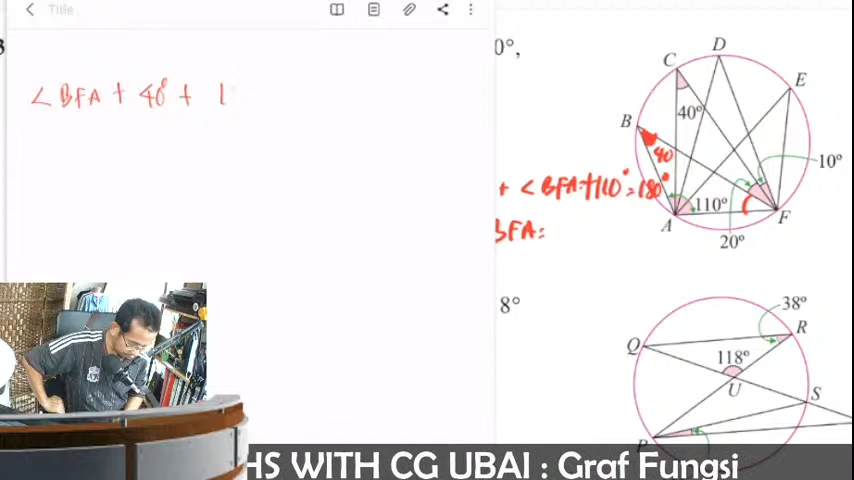 Title
∠BFA + 40° + 1
0°,
+ ∠BFA + 110° = 180°
BFA =
8°
C
D
E
B
40°
40
10°
110°
A
F
20°
38°
R
Q
118°
U
S
HS WITH CG UBAI : Graf Fungsi